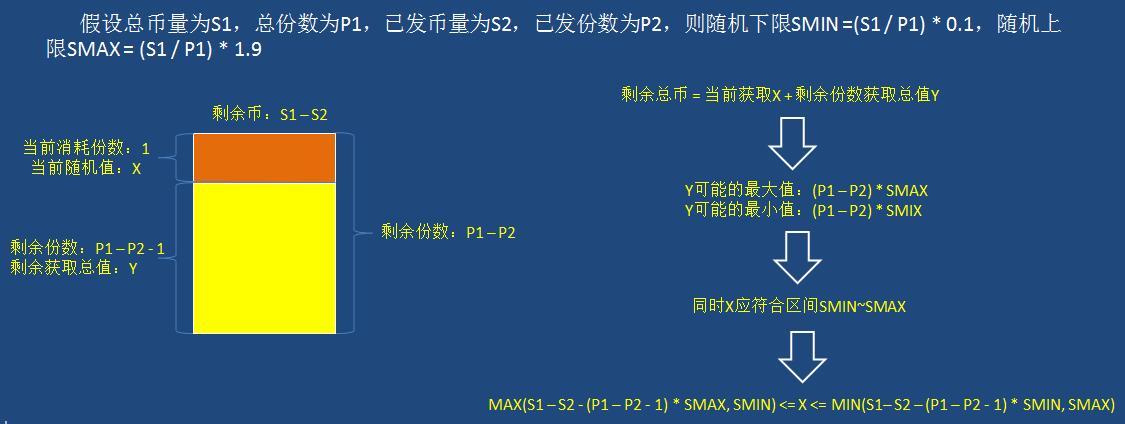 假设总币量为S1，总份数为P1，已发币量为S2，已发份数为P2，则随机下限SMIN =(S1 / P1) * 0.1，随机上
限SMAX = (S1 / P1) * 1.9
剩余币：S1 – S2
当前消耗份数：1
当前随机值：X
剩余份数：P1 – P2 - 1
剩余获取总值：Y
剩余份数：P1 – P2
剩余总币 = 当前获取X + 剩余份数获取总值Y
Y可能的最大值：(P1 – P2) * SMAX
Y可能的最小值：(P1 – P2) * SMIX
同时X应符合区间SMIN~SMAX
MAX(S1 – S2 - (P1 – P2 - 1) * SMAX, SMIN) <= X <= MIN(S1– S2 – (P1 – P2 - 1) * SMIN, SMAX)